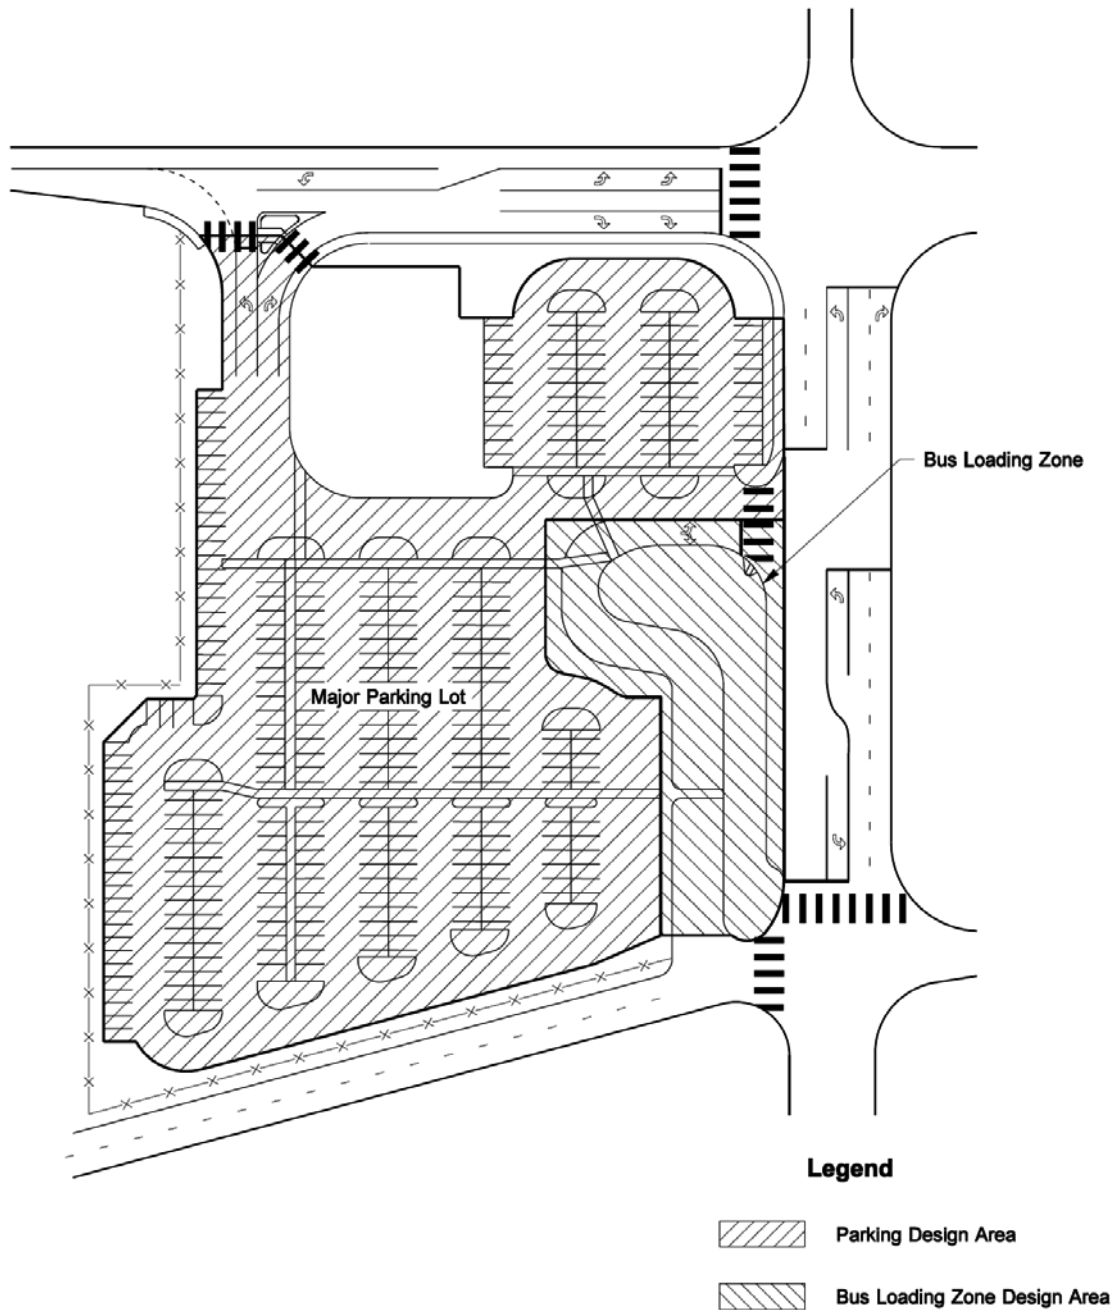 Bus Loading Zone
Major Parking Lot
Legend
Parking Design Area
Bus Loading Zone Design Area